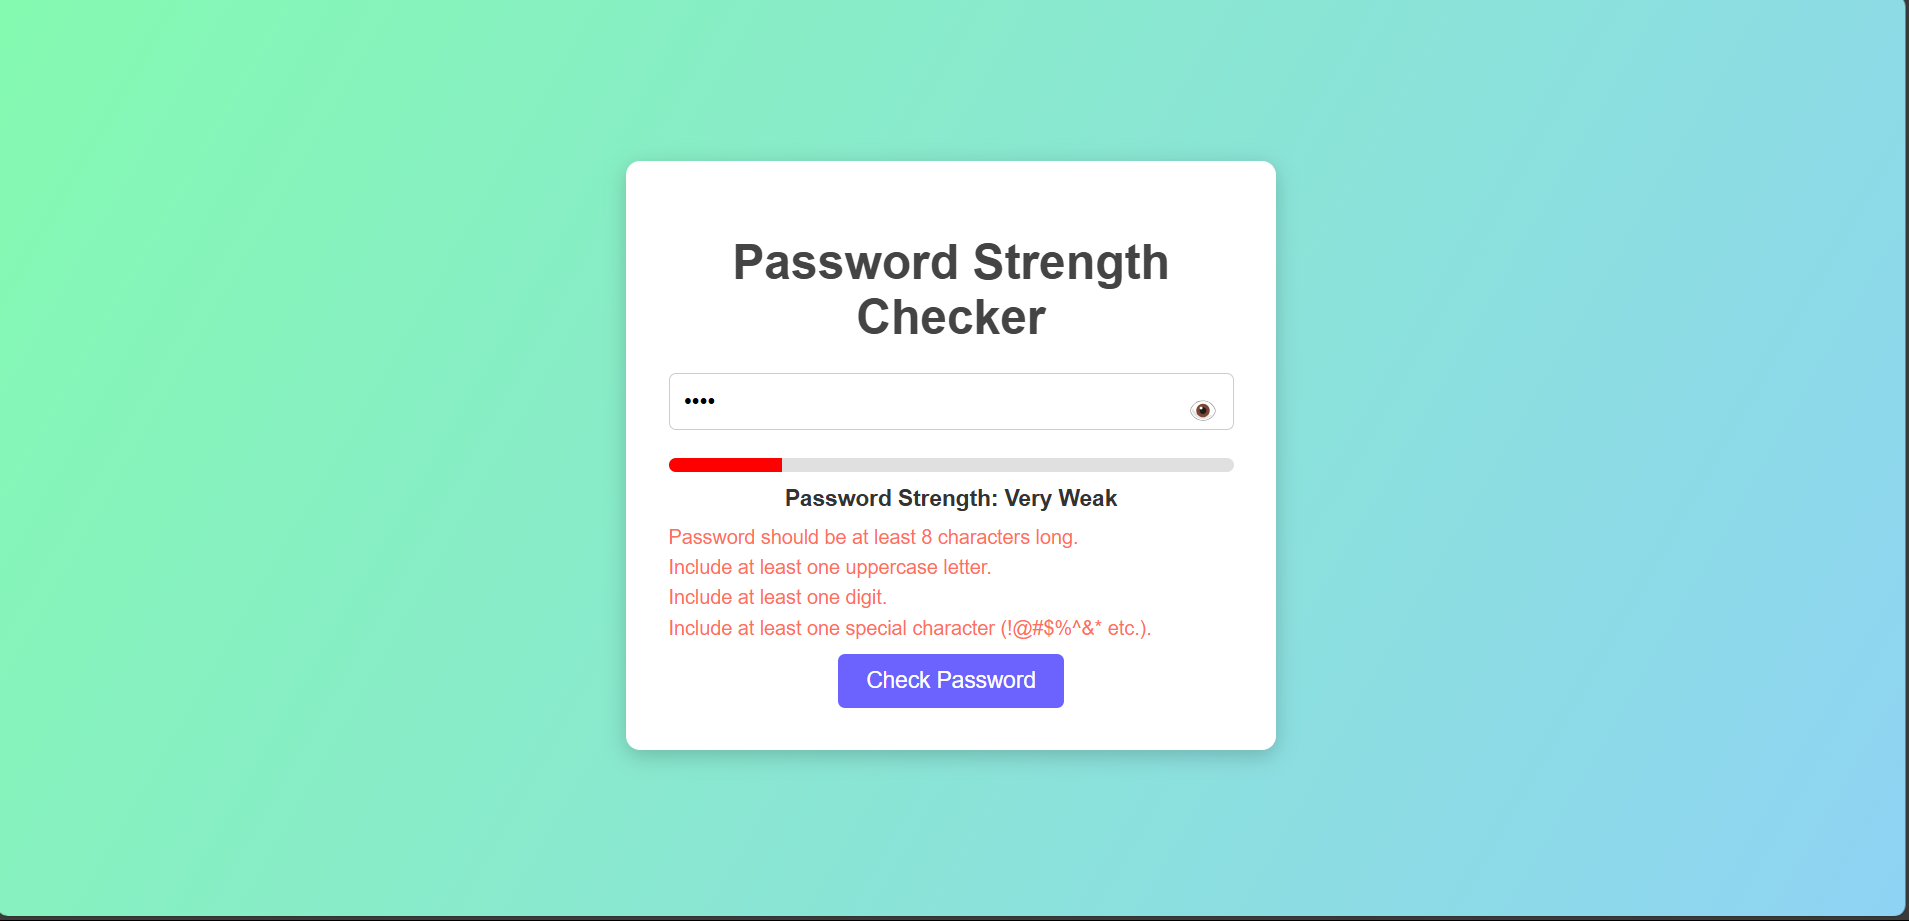 Password Strength
Checker
••••
Password Strength: Very Weak
Password should be at least 8 characters long.
Include at least one uppercase letter.
Include at least one digit.
Include at least one special character (!@#$%^&* etc.).
Check Password